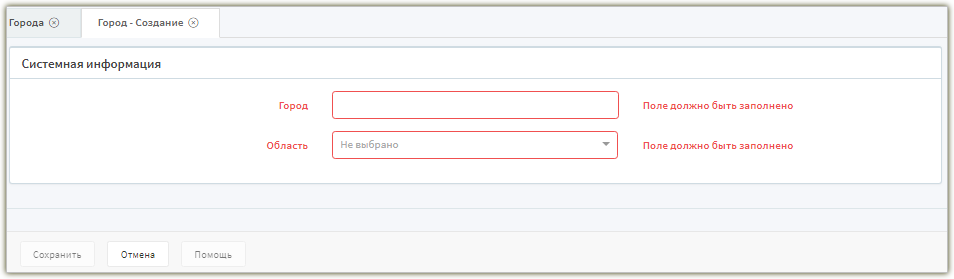 Города Город - Создание
Системная информация
Город Поле должно быть заполнено
Область Не выбрано Поле должно быть заполнено
Сохранить Отмена Помощь